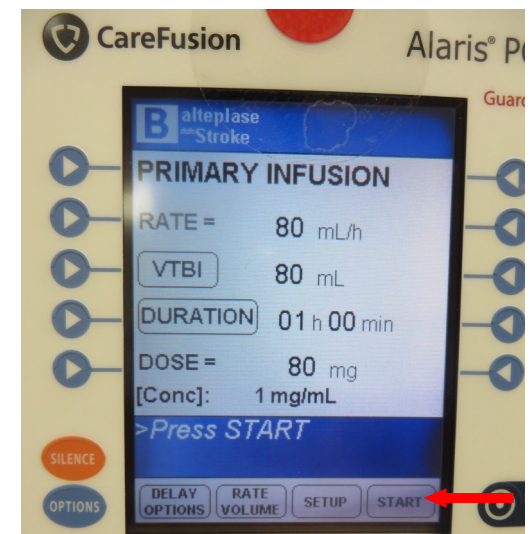 CareFusion
Alaris®
Guard
B alteplase
**Stroke
PRIMARY INFUSION
RATE = 80 mL/h
VTBI 80 mL
DURATION 01 h 00 min
DOSE = 80 mg
[Conc]: 1 mg/mL
>Press START
SILENCE
OPTIONS
DELAY OPTIONS
RATE VOLUME
SETUP
START